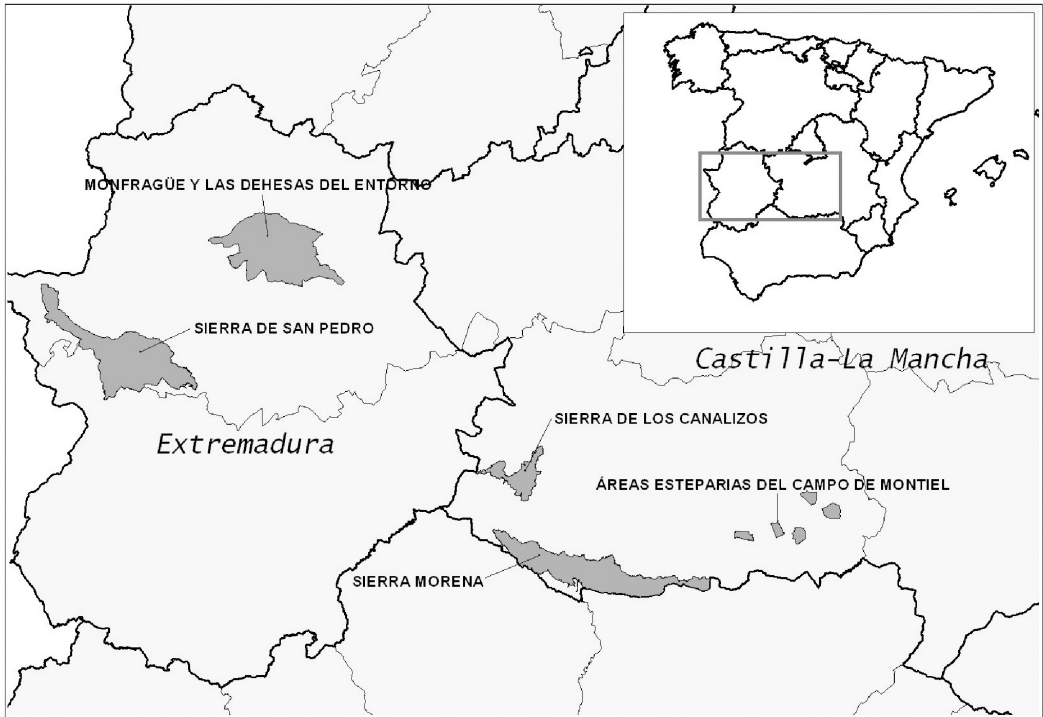 MONFRAGÜE Y LAS DEHESAS DEL ENTORNO
SIERRA DE SAN PEDRO
Castilla-La Mancha
SIERRA DE LOS CANALIZOS
Extremadura
ÁREAS ESTEPARIAS DEL CAMPO DE MONTIEL
SIERRA MORENA